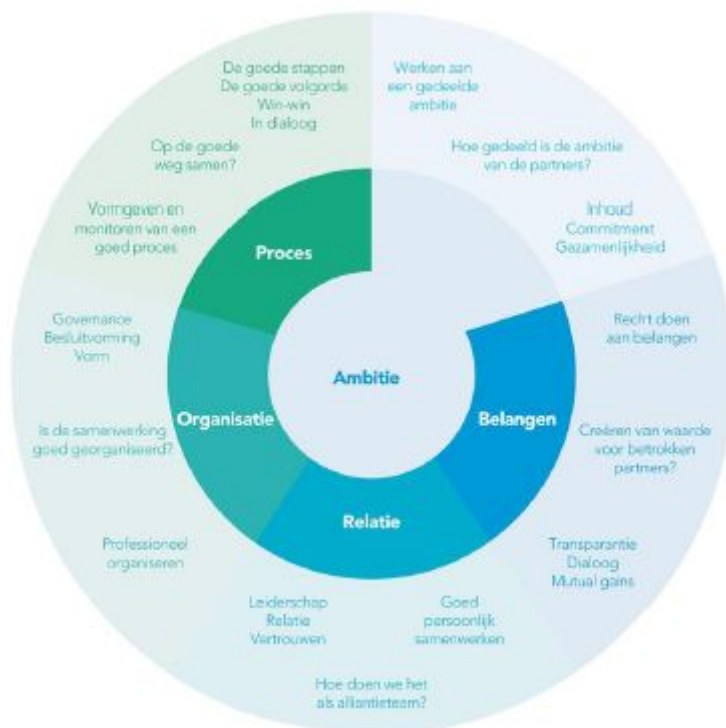 De goede stappen
De goede volgorde
Win-win
In dialoog
Op de goede
weg samen?
Vormgeven en
monitoren van een
goed proces
Proces
Werken aan
een gedeelde
ambitie
Hoe gedeeld is de ambitie
van de partners?
Inhoud
Commitment
Gezamenlijkheid
Ambitie
Recht doen
aan belangen
Creëren van waarde
voor betrokken
partners?
Transparantie
Dialoog
Mutual gains
Belangen
Goed
persoonlijk
samenwerken
Hoe doen we het
als alliantieteam?
Leiderschap
Relatie
Vertrouwen
Relatie
Professioneel
organiseren
Is de samenwerking
goed georganiseerd?
Governance
Besluitvorming
Vorm
Organisatie